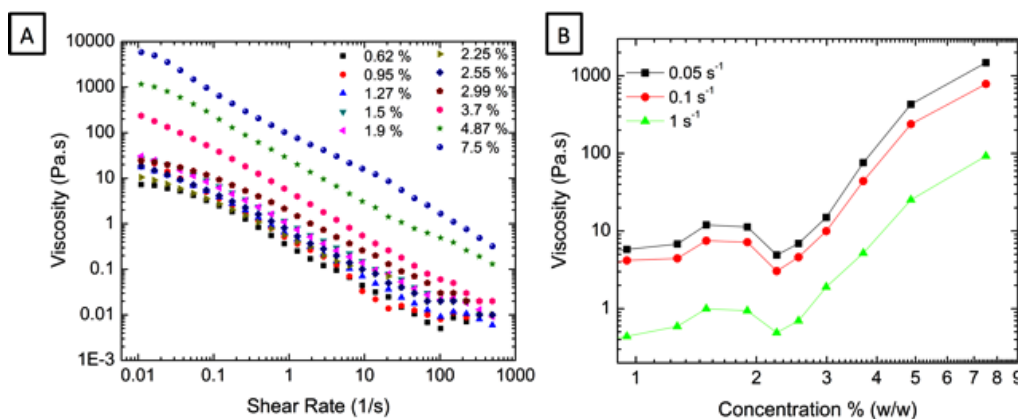 A
10000
1000
100
10
1
0.1
0.01
1E-3
Viscosity (Pa.s)
0.62 %
0.95 %
1.27 %
1.5 %
1.9 %
2.25 %
2.55 %
2.99 %
3.7 %
4.87 %
7.5 %
0.01 0.1 1 10 100 1000
Shear Rate (1/s)
B
1000
100
10
1
Viscosity (Pa.s)
0.05 s⁻¹
0.1 s⁻¹
1 s⁻¹
1 2 3 4 5 6 7 8 9
Concentration % (w/w)